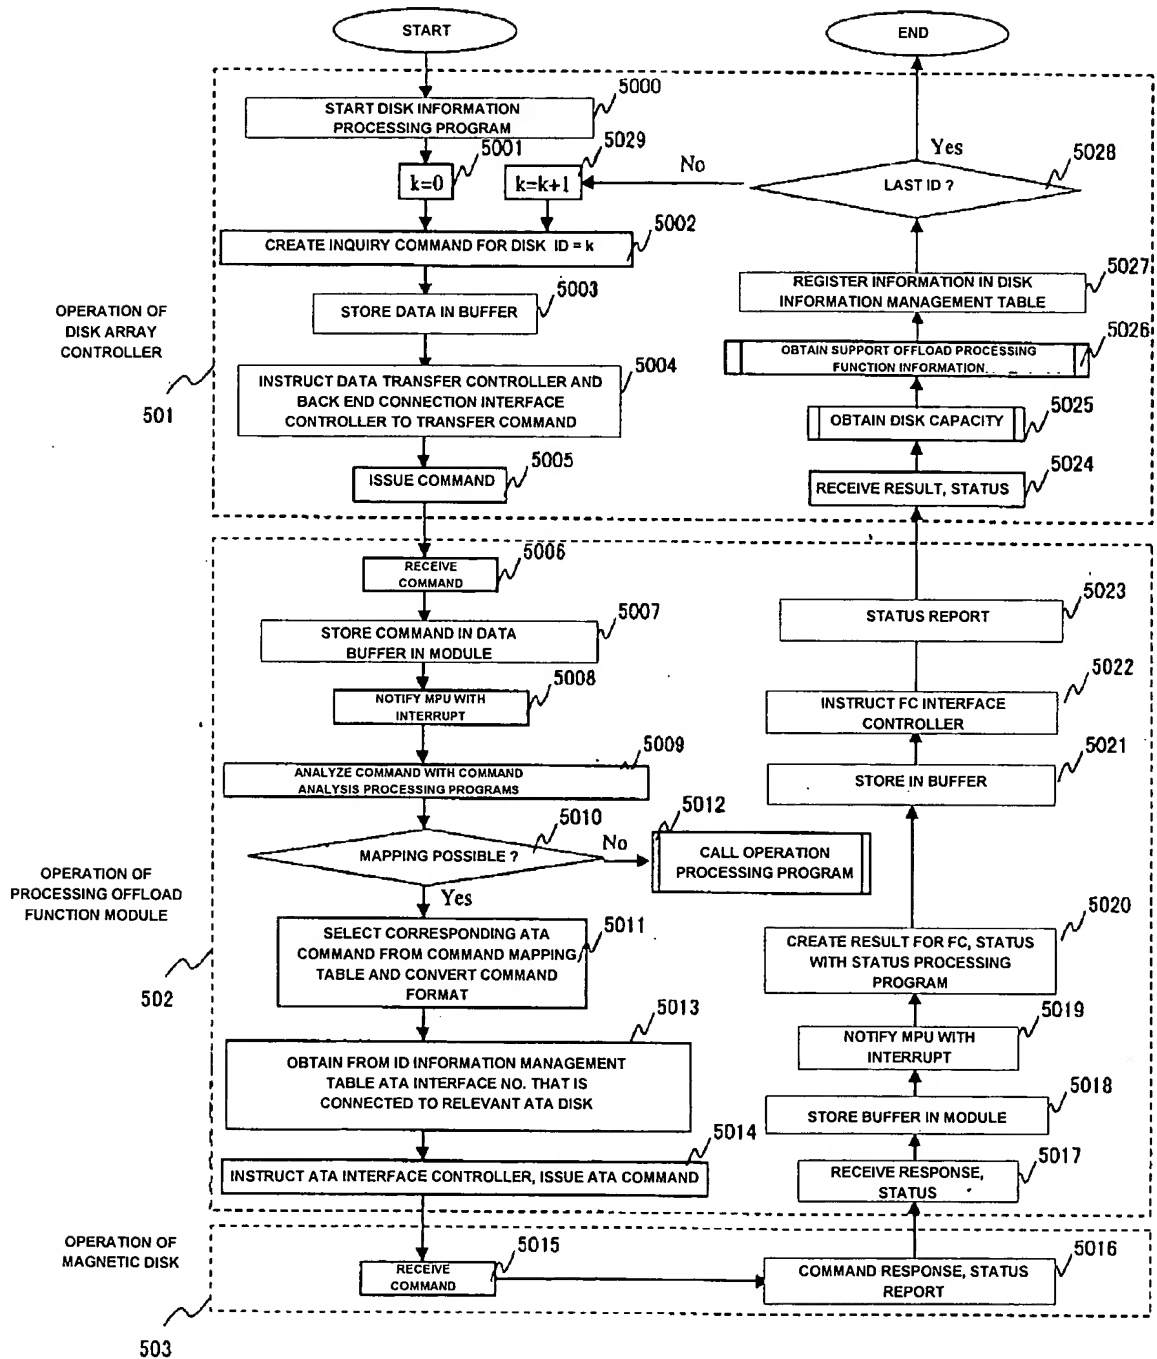 START
5000
START DISK INFORMATION
PROCESSING PROGRAM
5001
k=0
5029
k=k+1
5002
CREATE INQUIRY COMMAND FOR DISK ID = k
5003
STORE DATA IN BUFFER
5004
INSTRUCT DATA TRANSFER CONTROLLER AND
BACK END CONNECTION INTERFACE
CONTROLLER TO TRANSFER COMMAND
5005
ISSUE COMMAND
OPERATION OF
DISK ARRAY
CONTROLLER
501
END
Yes
No
5028
LAST ID ?
5027
REGISTER INFORMATION IN DISK
INFORMATION MANAGEMENT TABLE
5026
OBTAIN SUPPORT OFFLOAD PROCESSING
FUNCTION INFORMATION
5025
OBTAIN DISK CAPACITY
5024
RECEIVE RESULT, STATUS
5006
RECEIVE
COMMAND
5007
STORE COMMAND IN DATA
BUFFER IN MODULE
5008
NOTIFY MPU WITH
INTERRUPT
5009
ANALYZE COMMAND WITH COMMAND
ANALYSIS PROCESSING PROGRAMS
5010
MAPPING POSSIBLE ?
No
Yes
5012
CALL OPERATION
PROCESSING PROGRAM
5011
SELECT CORRESPONDING ATA
COMMAND FROM COMMAND MAPPING
TABLE AND CONVERT COMMAND
FORMAT
5013
OBTAIN FROM ID INFORMATION MANAGEMENT
TABLE ATA INTERFACE NO. THAT IS
CONNECTED TO RELEVANT ATA DISK
5014
INSTRUCT ATA INTERFACE CONTROLLER, ISSUE ATA COMMAND
OPERATION OF
PROCESSING OFFLOAD
FUNCTION MODULE
502
5023
STATUS REPORT
5022
INSTRUCT FC INTERFACE
CONTROLLER
5021
STORE IN BUFFER
5020
CREATE RESULT FOR FC, STATUS
WITH STATUS PROCESSING
PROGRAM
5019
NOTIFY MPU WITH
INTERRUPT
5018
STORE BUFFER IN MODULE
5017
RECEIVE RESPONSE,
STATUS
OPERATION OF
MAGNETIC DISK
503
5015
RECEIVE
COMMAND
5016
COMMAND RESPONSE, STATUS
REPORT